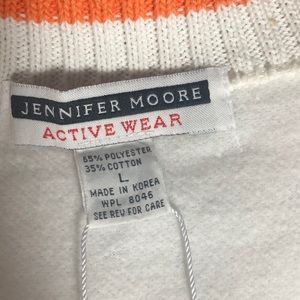 JENNIFER MOORE
ACTIVE WEAR
65% POLYESTER
35% COTTON
L
MADE IN KOREA
WPL 8046
SEE REV FOR CARE